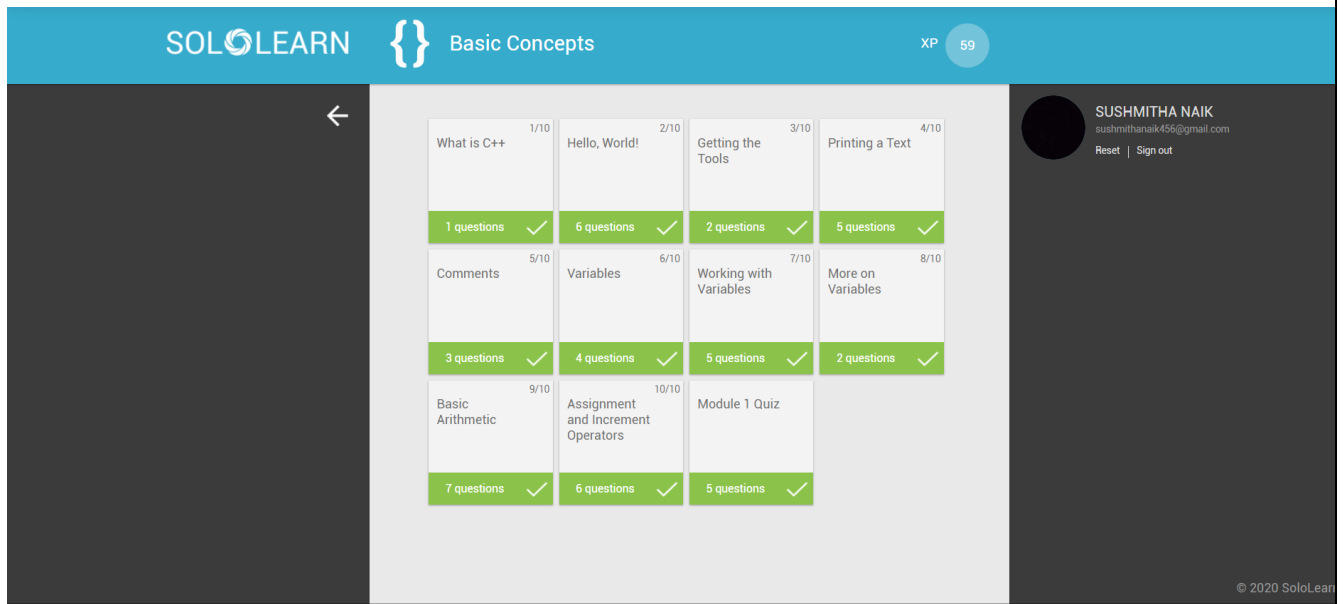 SOLOLEARN
{} Basic Concepts
XP 59
SUSHMITHA NAIK
sushmithanaik456@gmail.com
Reset | Sign out
1/10
What is C++
1 questions
2/10
Hello, World!
6 questions
3/10
Getting the
Tools
2 questions
4/10
Printing a Text
5 questions
5/10
Comments
3 questions
6/10
Variables
4 questions
7/10
Working with
Variables
5 questions
8/10
More on
Variables
2 questions
9/10
Basic
Arithmetic
7 questions
10/10
Assignment
and Increment
Operators
6 questions
Module 1 Quiz
5 questions
© 2020 SoloLear